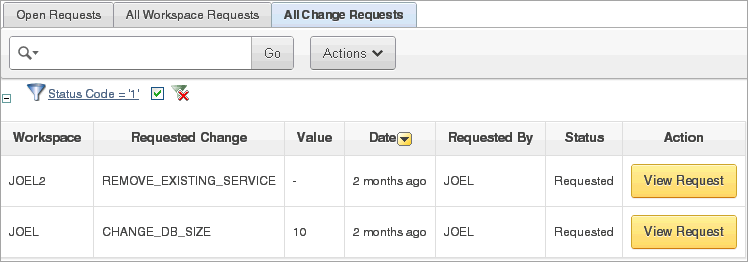 Open Requests All Workspace Requests All Change Requests
Go Actions
Status Code = '1'
Workspace Requested Change Value Date Requested By Status Action
JOEL2 REMOVE_EXISTING_SERVICE - 2 months ago JOEL Requested View Request
JOEL CHANGE_DB_SIZE 10 2 months ago JOEL Requested View Request